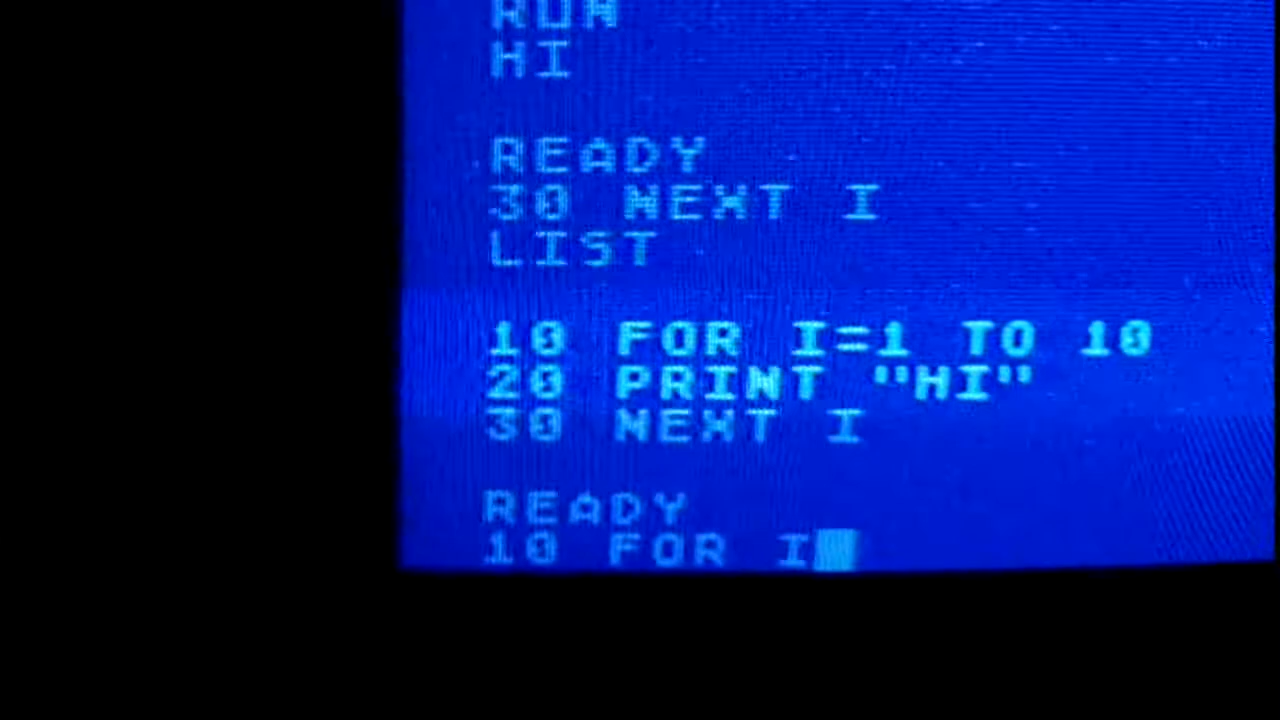 RUN
HI
READY
30 NEXT I
LIST
10 FOR I=1 TO 10
20 PRINT "HI"
30 NEXT I
READY
10 FOR I